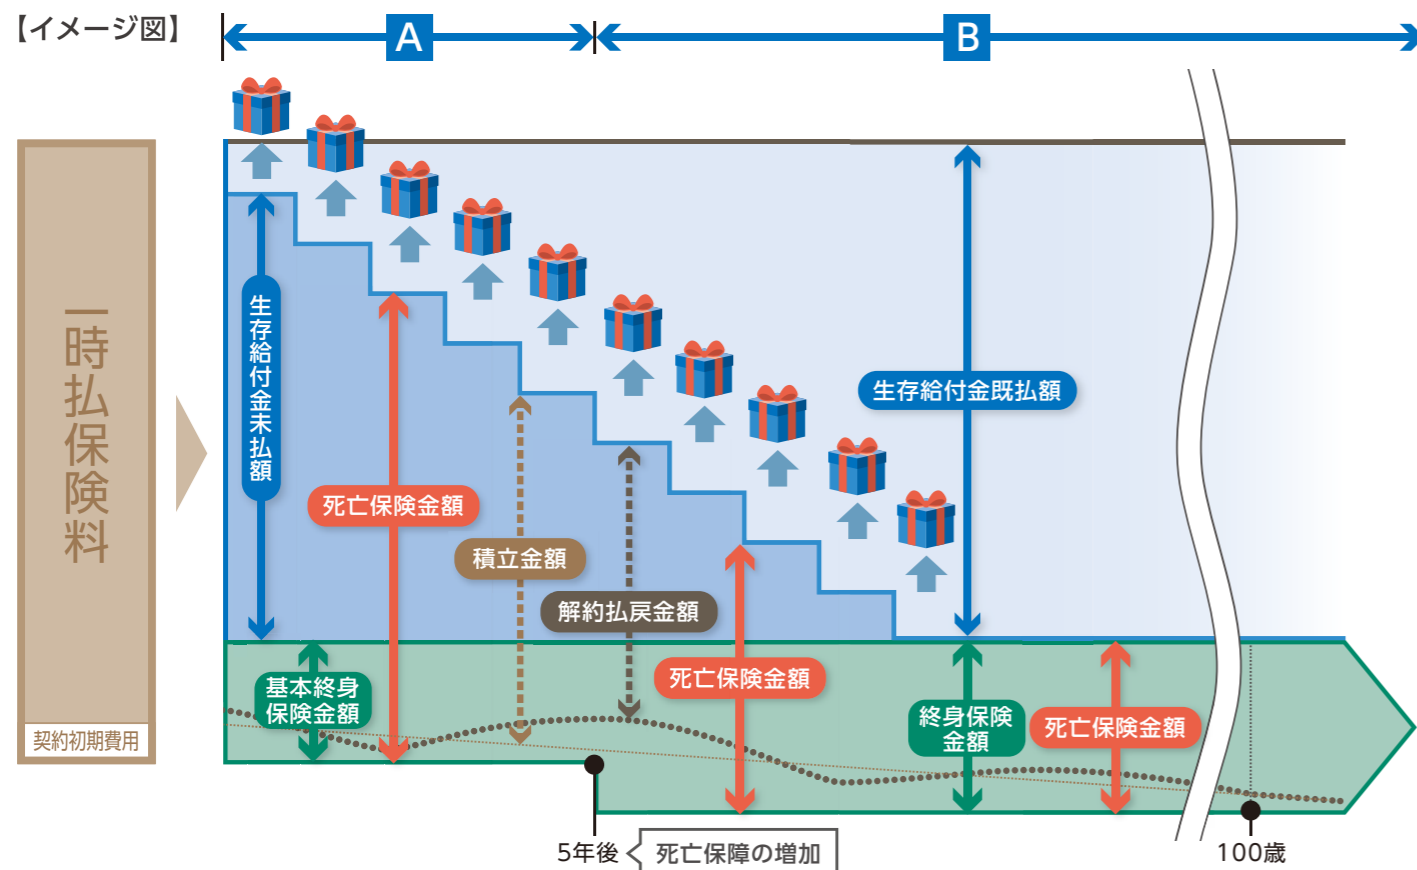 【イメージ図】
A
B
一時払保険料
契約初期費用
生存給付金未払額
死亡保険金額
積立金額
解約払戻金額
生存給付金既払額
基本終身
保険金額
死亡保険金額
終身保険
金額
死亡保険金額
5年後
死亡保障の増加
100歳